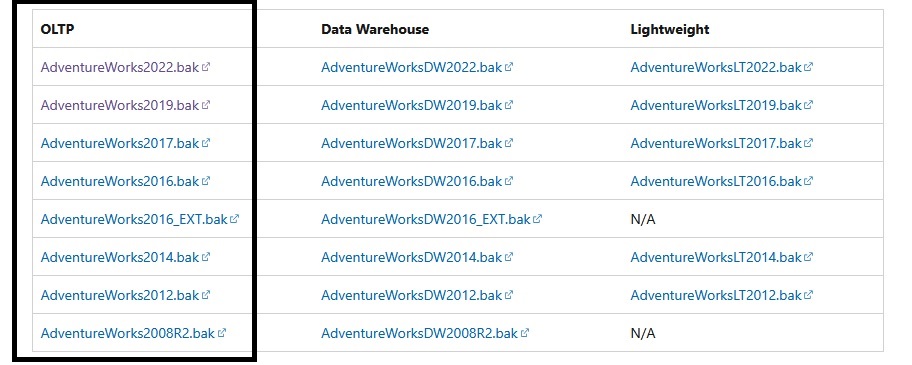 OLTP Data Warehouse Lightweight
AdventureWorks2022.bak AdventureWorksDW2022.bak AdventureWorksLT2022.bak
AdventureWorks2019.bak AdventureWorksDW2019.bak AdventureWorksLT2019.bak
AdventureWorks2017.bak AdventureWorksDW2017.bak AdventureWorksLT2017.bak
AdventureWorks2016.bak AdventureWorksDW2016.bak AdventureWorksLT2016.bak
AdventureWorks2016_EXT.bak AdventureWorksDW2016_EXT.bak N/A
AdventureWorks2014.bak AdventureWorksDW2014.bak AdventureWorksLT2014.bak
AdventureWorks2012.bak AdventureWorksDW2012.bak AdventureWorksLT2012.bak
AdventureWorks2008R2.bak AdventureWorksDW2008R2.bak N/A